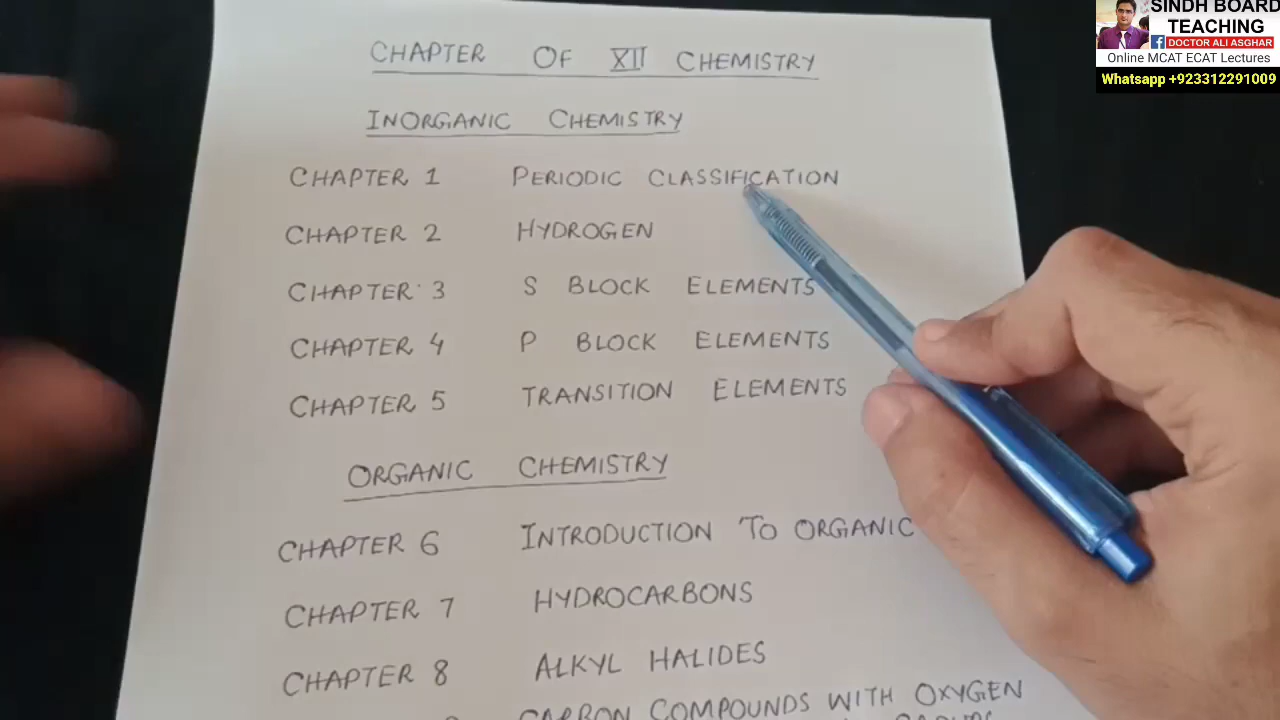 SINDH BOARD
TEACHING
DOCTOR ALI ASGHAR
Online MCAT ECAT Lectures
Whatsapp +923312291009
CHAPTER OF XII CHEMISTRY
INORGANIC CHEMISTRY
CHAPTER 1 PERIODIC CLASSIFICATION
CHAPTER 2 HYDROGEN
CHAPTER 3 S BLOCK ELEMENTS
CHAPTER 4 P BLOCK ELEMENTS
CHAPTER 5 TRANSITION ELEMENTS
ORGANIC CHEMISTRY
CHAPTER 6 INTRODUCTION TO ORGANIC
CHAPTER 7 HYDROCARBONS
CHAPTER 8 ALKYL HALIDES
CARBON COMPOUNDS WITH OXYGEN